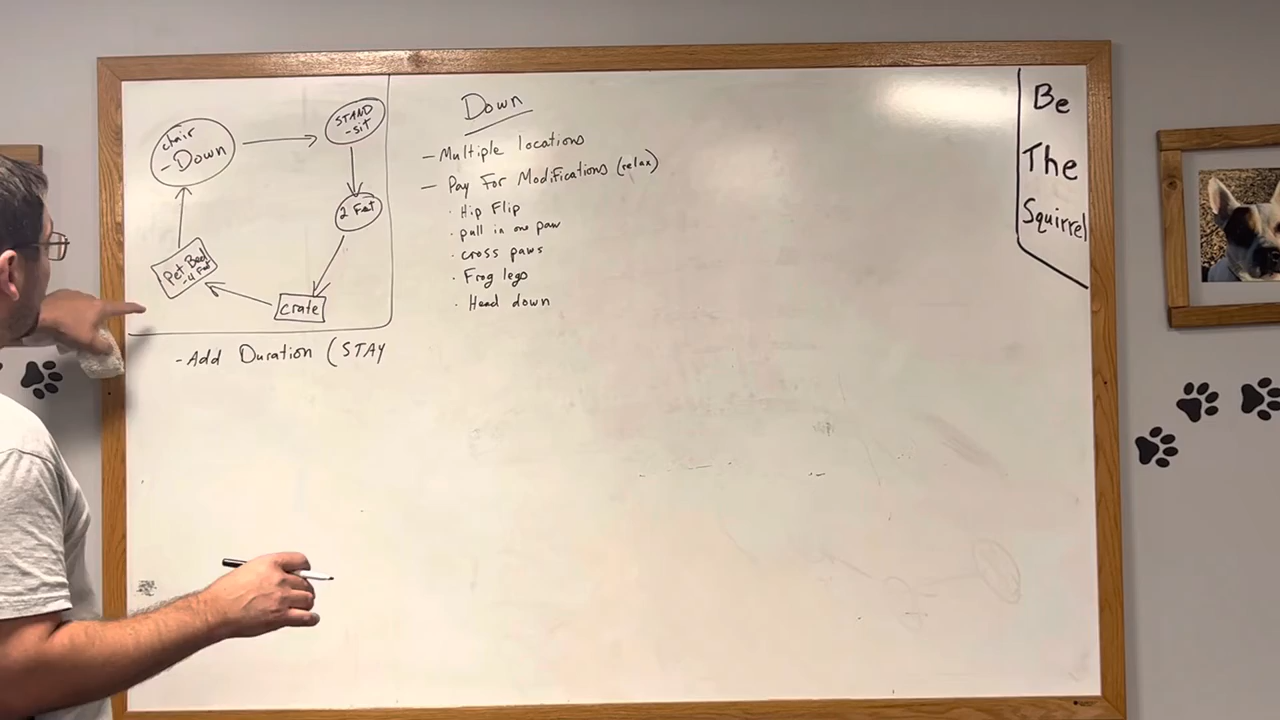 chair
- Down
STAND
- sit
2 Feet
crate
Pet Bed
- 4 Feet
- Add Duration (STAY
Down
- Multiple locations
- Pay For Modifications (relax)
· Hip Flip
· pull in one paw
· cross paws
· Frog legs
· Head down
Be
The
Squirrel